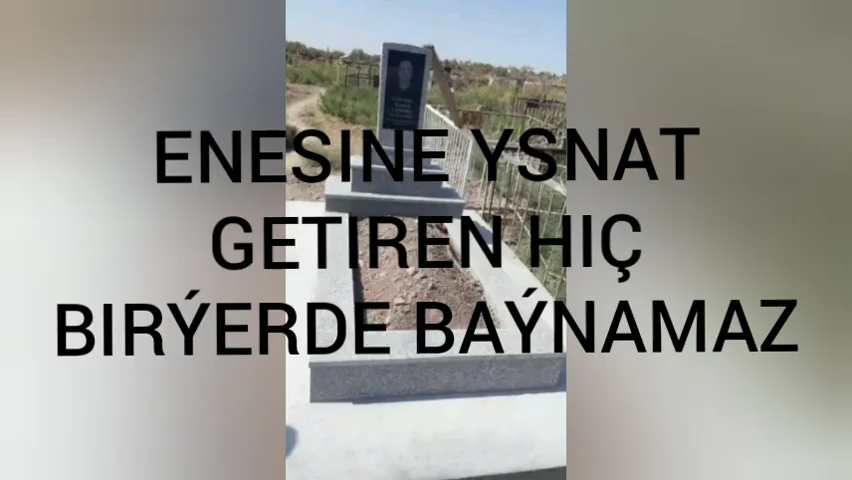 ENESINE YSNAT
GETIREN HIÇ
BIRÝERDE BAÝNAMAZ